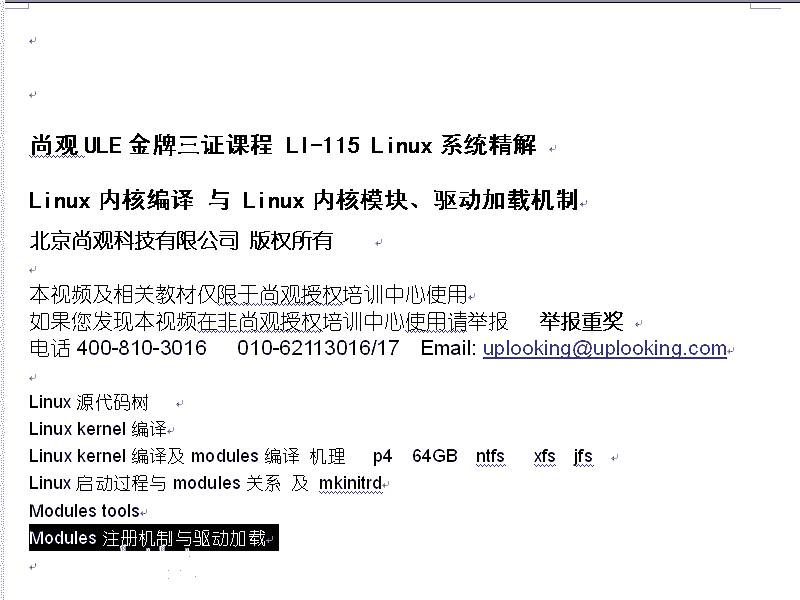 尚观 ULE 金牌三证课程 LI-115 Linux 系统精解
Linux 内核编译 与 Linux 内核模块、驱动加载机制
北京尚观科技有限公司 版权所有
本视频及相关教材仅限于尚观授权培训中心使用
如果您发现本视频在非尚观授权培训中心使用请举报 举报重奖
电话 400-810-3016 010-62113016/17 Email: uplooking@uplooking.com
Linux 源代码树
Linux kernel 编译
Linux kernel 编译及 modules 编译 机理 p4 64GB ntfs xfs jfs
Linux 启动过程与 modules 关系 及 mkinitrd
Modules tools
Modules 注册机制与驱动加载